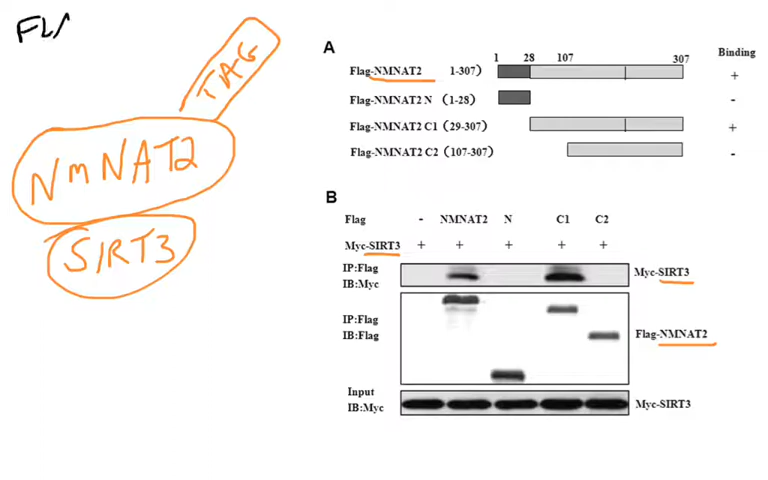 FLA
TAG
NMNAT2
SIRT3
A
1 28 107 307 Binding
Flag-NMNAT2 1-307) +
Flag-NMNAT2 N (1-28) -
Flag-NMNAT2 C1 (29-307) +
Flag-NMNAT2 C2 (107-307) -
B
Flag - NMNAT2 N C1 C2
Myc-SIRT3 + + + + +
IP:Flag
IB:Myc
Myc-SIRT3
IP:Flag
IB:Flag
Flag-NMNAT2
Input
IB:Myc
Myc-SIRT3